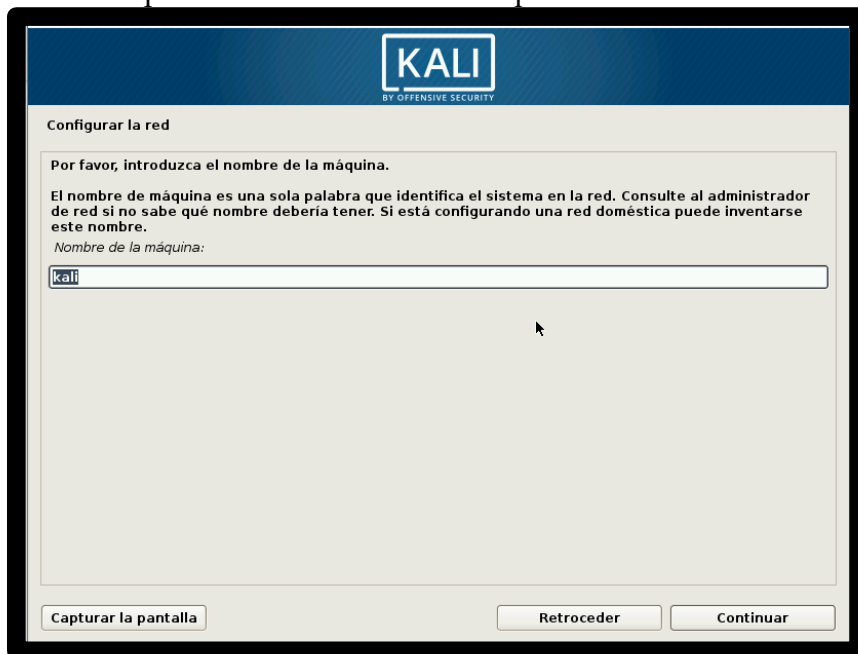 KALI
BY OFFENSIVE SECURITY
Configurar la red
Por favor, introduzca el nombre de la máquina.
El nombre de máquina es una sola palabra que identifica el sistema en la red. Consulte al administrador
de red si no sabe qué nombre debería tener. Si está configurando una red doméstica puede inventarse
este nombre.
Nombre de la máquina:
kali
Capturar la pantalla
Retroceder
Continuar